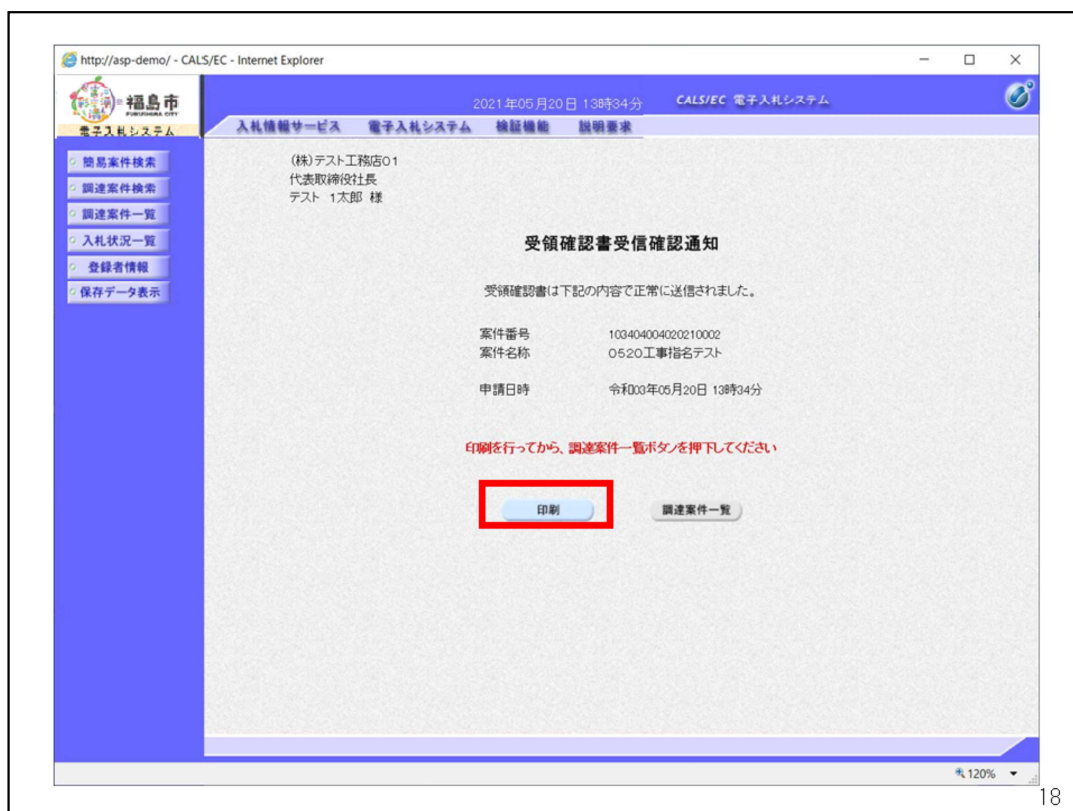 http://asp-demo/ - CALS/EC - Internet Explorer
福島市
FUKUSHIMA CITY
電子入札システム
2021年05月20日 13時34分
CALS/EC 電子入札システム
入札情報サービス 電子入札システム 検証機能 説明要求
簡易案件検索
調達案件検索
調達案件一覧
入札状況一覧
登録者情報
保存データ表示
(株)テスト工務店01
代表取締役社長
テスト 1太郎 様
受領確認書受信確認通知
受領確認書は下記の内容で正常に送信されました。
案件番号 103404004020210002
案件名称 0520工事指名テスト
申請日時 令和03年05月20日 13時34分
印刷を行ってから、調達案件一覧ボタンを押下してください
印刷 調達案件一覧
120%
18